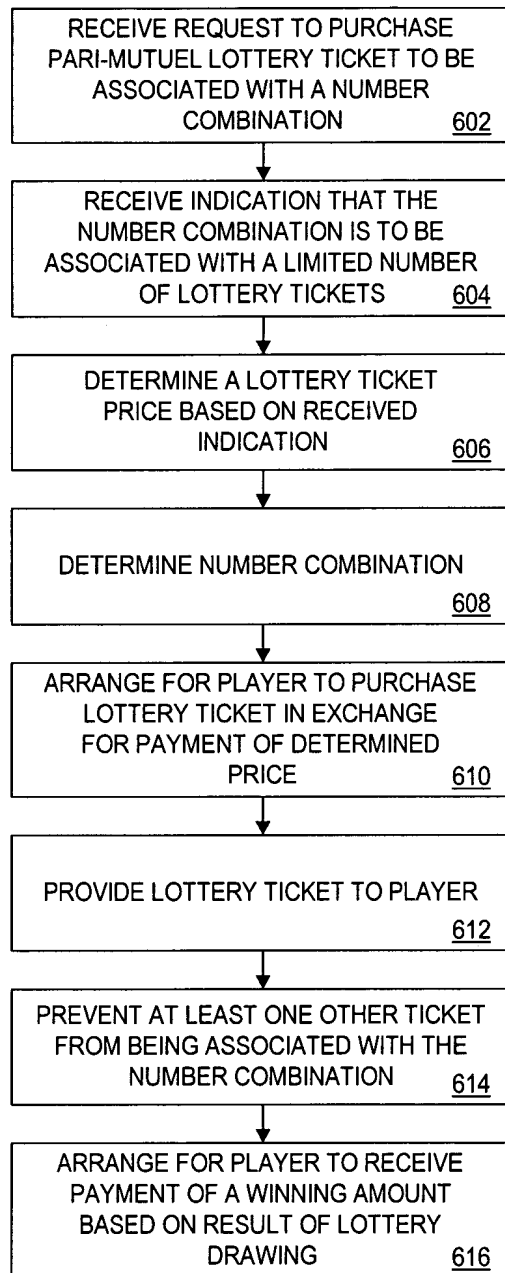 RECEIVE REQUEST TO PURCHASE
PARI-MUTUEL LOTTERY TICKET TO BE
ASSOCIATED WITH A NUMBER
COMBINATION 602
RECEIVE INDICATION THAT THE
NUMBER COMBINATION IS TO BE
ASSOCIATED WITH A LIMITED NUMBER
OF LOTTERY TICKETS 604
DETERMINE A LOTTERY TICKET
PRICE BASED ON RECEIVED
INDICATION 606
DETERMINE NUMBER COMBINATION
608
ARRANGE FOR PLAYER TO PURCHASE
LOTTERY TICKET IN EXCHANGE
FOR PAYMENT OF DETERMINED
PRICE 610
PROVIDE LOTTERY TICKET TO PLAYER
612
PREVENT AT LEAST ONE OTHER TICKET
FROM BEING ASSOCIATED WITH THE
NUMBER COMBINATION 614
ARRANGE FOR PLAYER TO RECEIVE
PAYMENT OF A WINNING AMOUNT
BASED ON RESULT OF LOTTERY
DRAWING 616